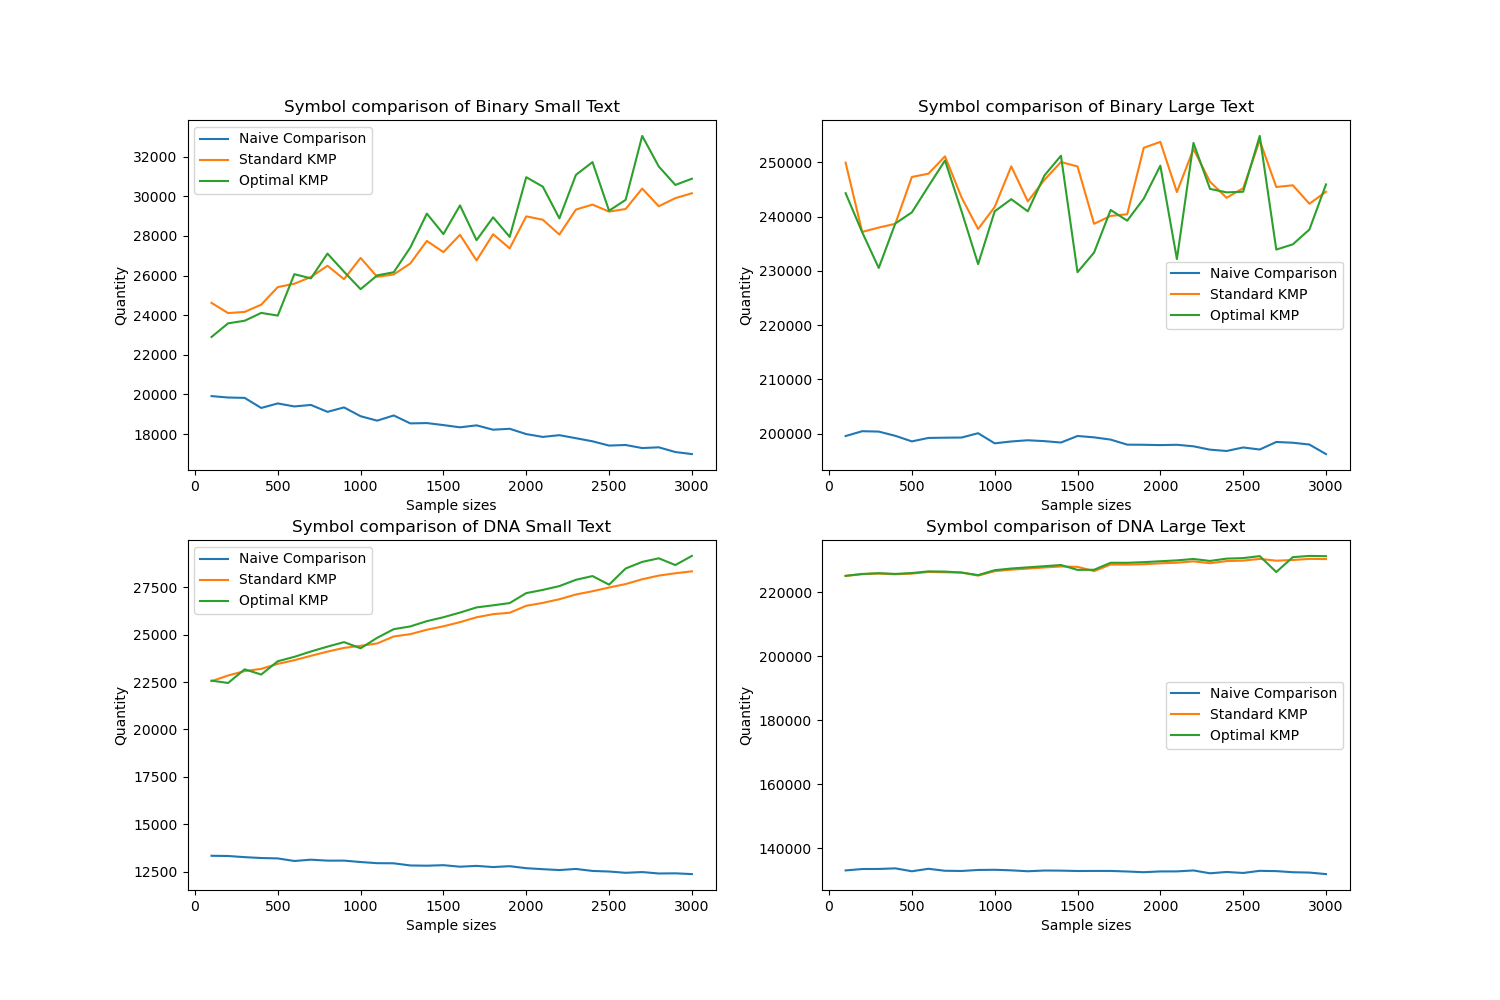 Symbol comparison of Binary Small Text
Naive Comparison
Standard KMP
Optimal KMP
Quantity
32000
30000
28000
26000
24000
22000
20000
18000
0 500 1000 1500 2000 2500 3000
Sample sizes
Symbol comparison of Binary Large Text
Quantity
250000
240000
230000
220000
210000
200000
Naive Comparison
Standard KMP
Optimal KMP
0 500 1000 1500 2000 2500 3000
Sample sizes
Symbol comparison of DNA Small Text
Naive Comparison
Standard KMP
Optimal KMP
Quantity
27500
25000
22500
20000
17500
15000
12500
0 500 1000 1500 2000 2500 3000
Sample sizes
Symbol comparison of DNA Large Text
Quantity
220000
200000
180000
160000
140000
Naive Comparison
Standard KMP
Optimal KMP
0 500 1000 1500 2000 2500 3000
Sample sizes